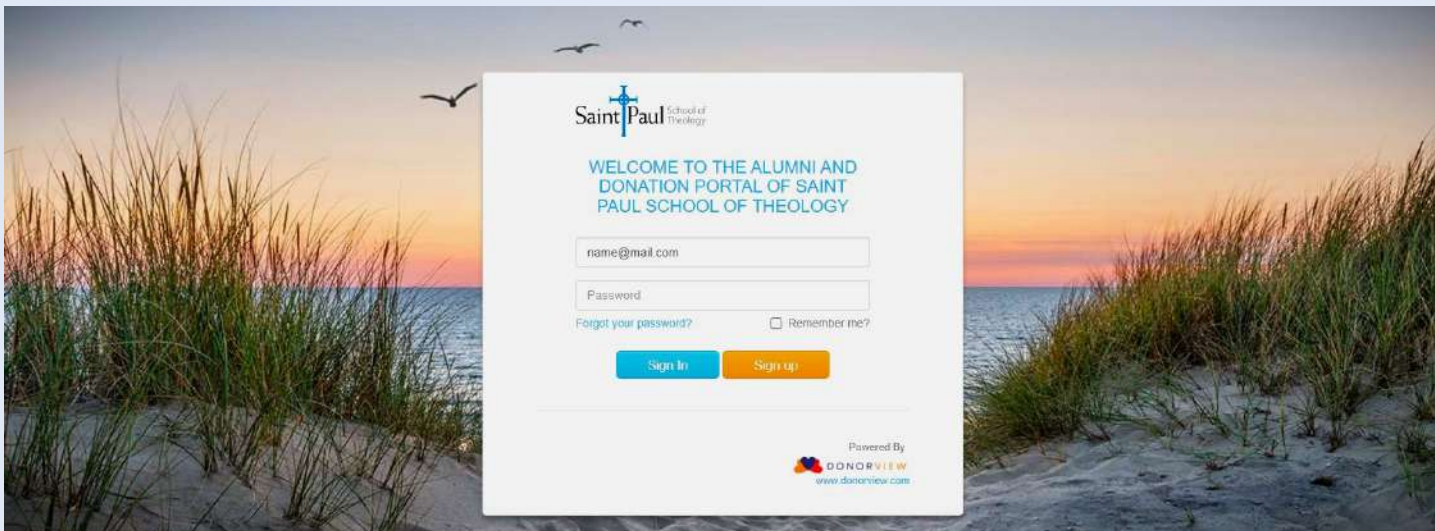 Saint Paul School of
Theology
WELCOME TO THE ALUMNI AND
DONATION PORTAL OF SAINT
PAUL SCHOOL OF THEOLOGY
name@mail.com
Password
Forgot your password? Remember me?
Sign In Sign up
Powered By
DONORVIEW
www.donorview.com